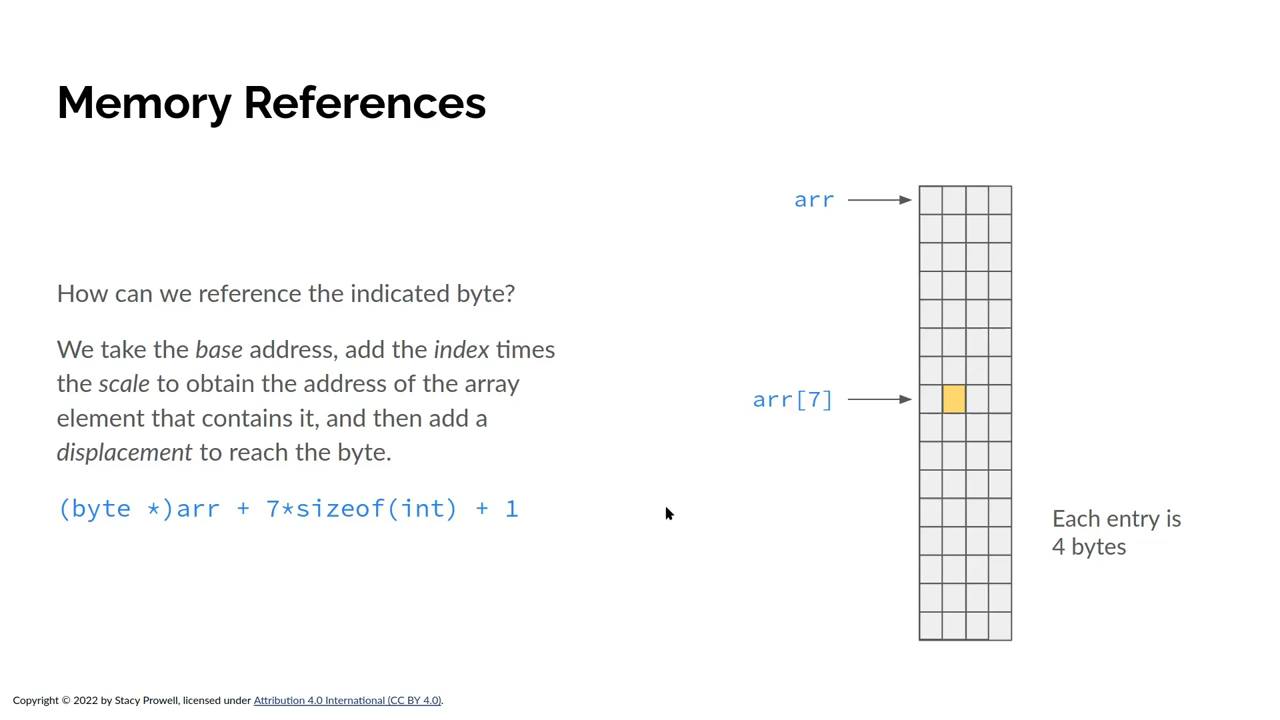 Memory References
How can we reference the indicated byte?
We take the base address, add the index times
the scale to obtain the address of the array
element that contains it, and then add a
displacement to reach the byte.
(byte *)arr + 7*sizeof(int) + 1
arr
arr[7]
Each entry is
4 bytes
Copyright © 2022 by Stacy Prowell, licensed under Attribution 4.0 International (CC BY 4.0).